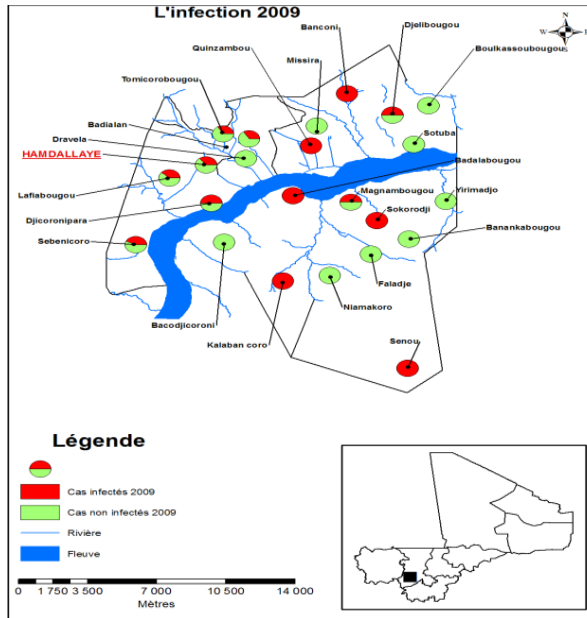 L'infection 2009
N
W
S
Banconi
Djelibougou
Quinzambou
Boulkassoubougou
Missira
Tomicorobougou
Badialan
Sotuba
Dravela
HAMDALLAYE
Badalabougou
Lafiabougou
Magnambougou
Yirimadjo
Djicoronipara
Sokorodji
Sebenicoro
Banankabougou
Faladje
Niamakoro
Bacodjicoroni
Kalaban coro
Senou
Légende
Cas infectés 2009
Cas non infectés 2009
Rivière
Fleuve
0 1 750 3 500 7 000 10 500 14 000
Mètres